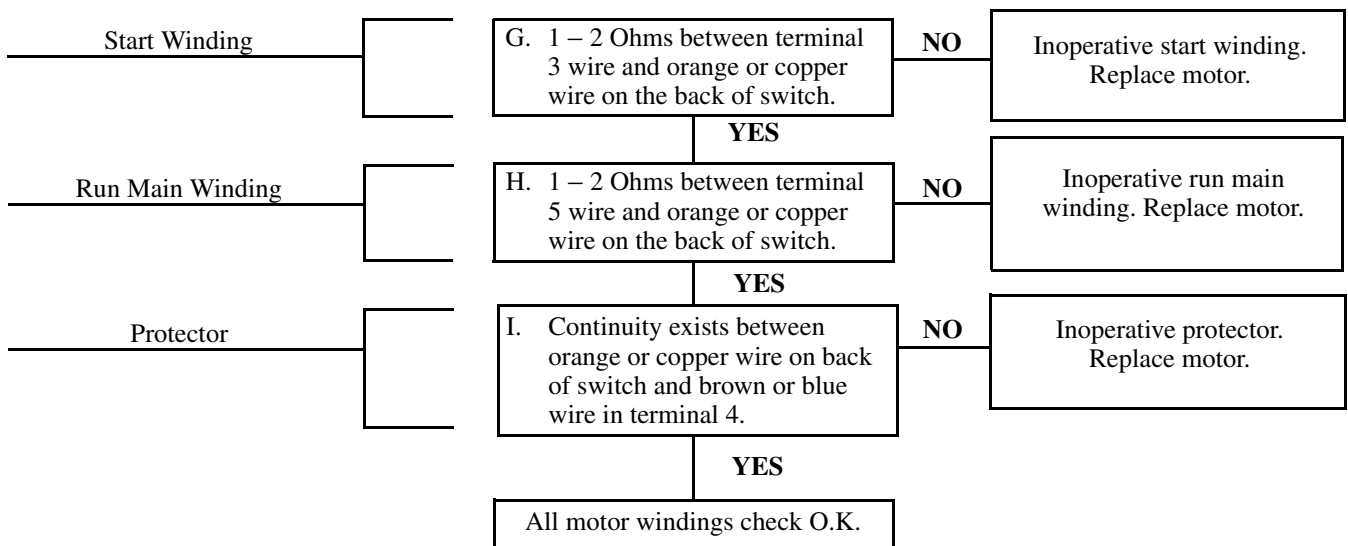 Start Winding
G. 1 – 2 Ohms between terminal
3 wire and orange or copper
wire on the back of switch.
NO
Inoperative start winding.
Replace motor.
YES
Run Main Winding
H. 1 – 2 Ohms between terminal
5 wire and orange or copper
wire on the back of switch.
NO
Inoperative run main
winding. Replace motor.
YES
Protector
I. Continuity exists between
orange or copper wire on back
of switch and brown or blue
wire in terminal 4.
NO
Inoperative protector.
Replace motor.
YES
All motor windings check O.K.